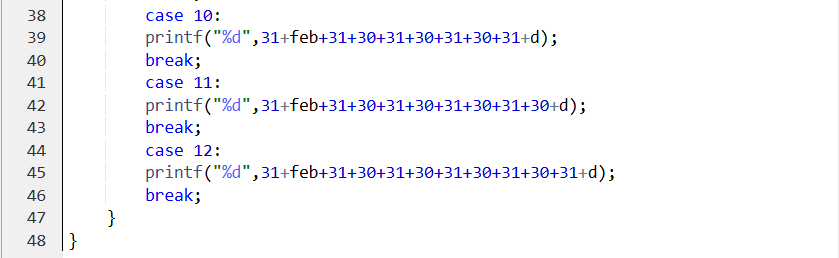 38 case 10:
39 printf("%d",31+feb+31+30+31+30+31+30+31+d);
40 break;
41 case 11:
42 printf("%d",31+feb+31+30+31+30+31+30+31+30+d);
43 break;
44 case 12:
45 printf("%d",31+feb+31+30+31+30+31+30+31+30+31+d);
46 break;
47 }
48 }